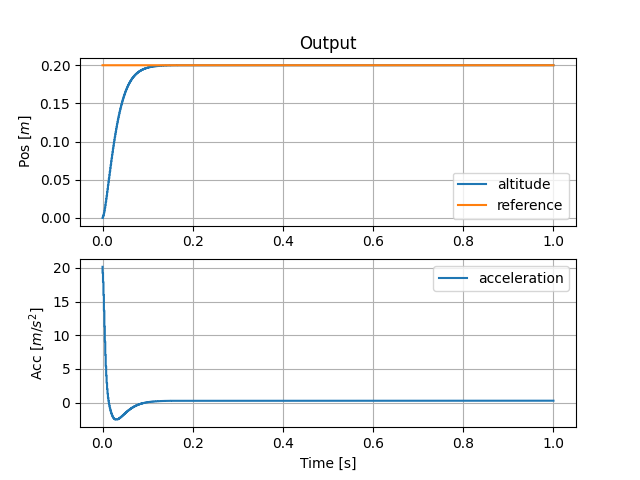 Output
Pos [m]
0.20
0.15
0.10
0.05
0.00
altitude
reference
0.0 0.2 0.4 0.6 0.8 1.0
Acc [m/s²]
20
15
10
5
0
acceleration
0.0 0.2 0.4 0.6 0.8 1.0
Time [s]